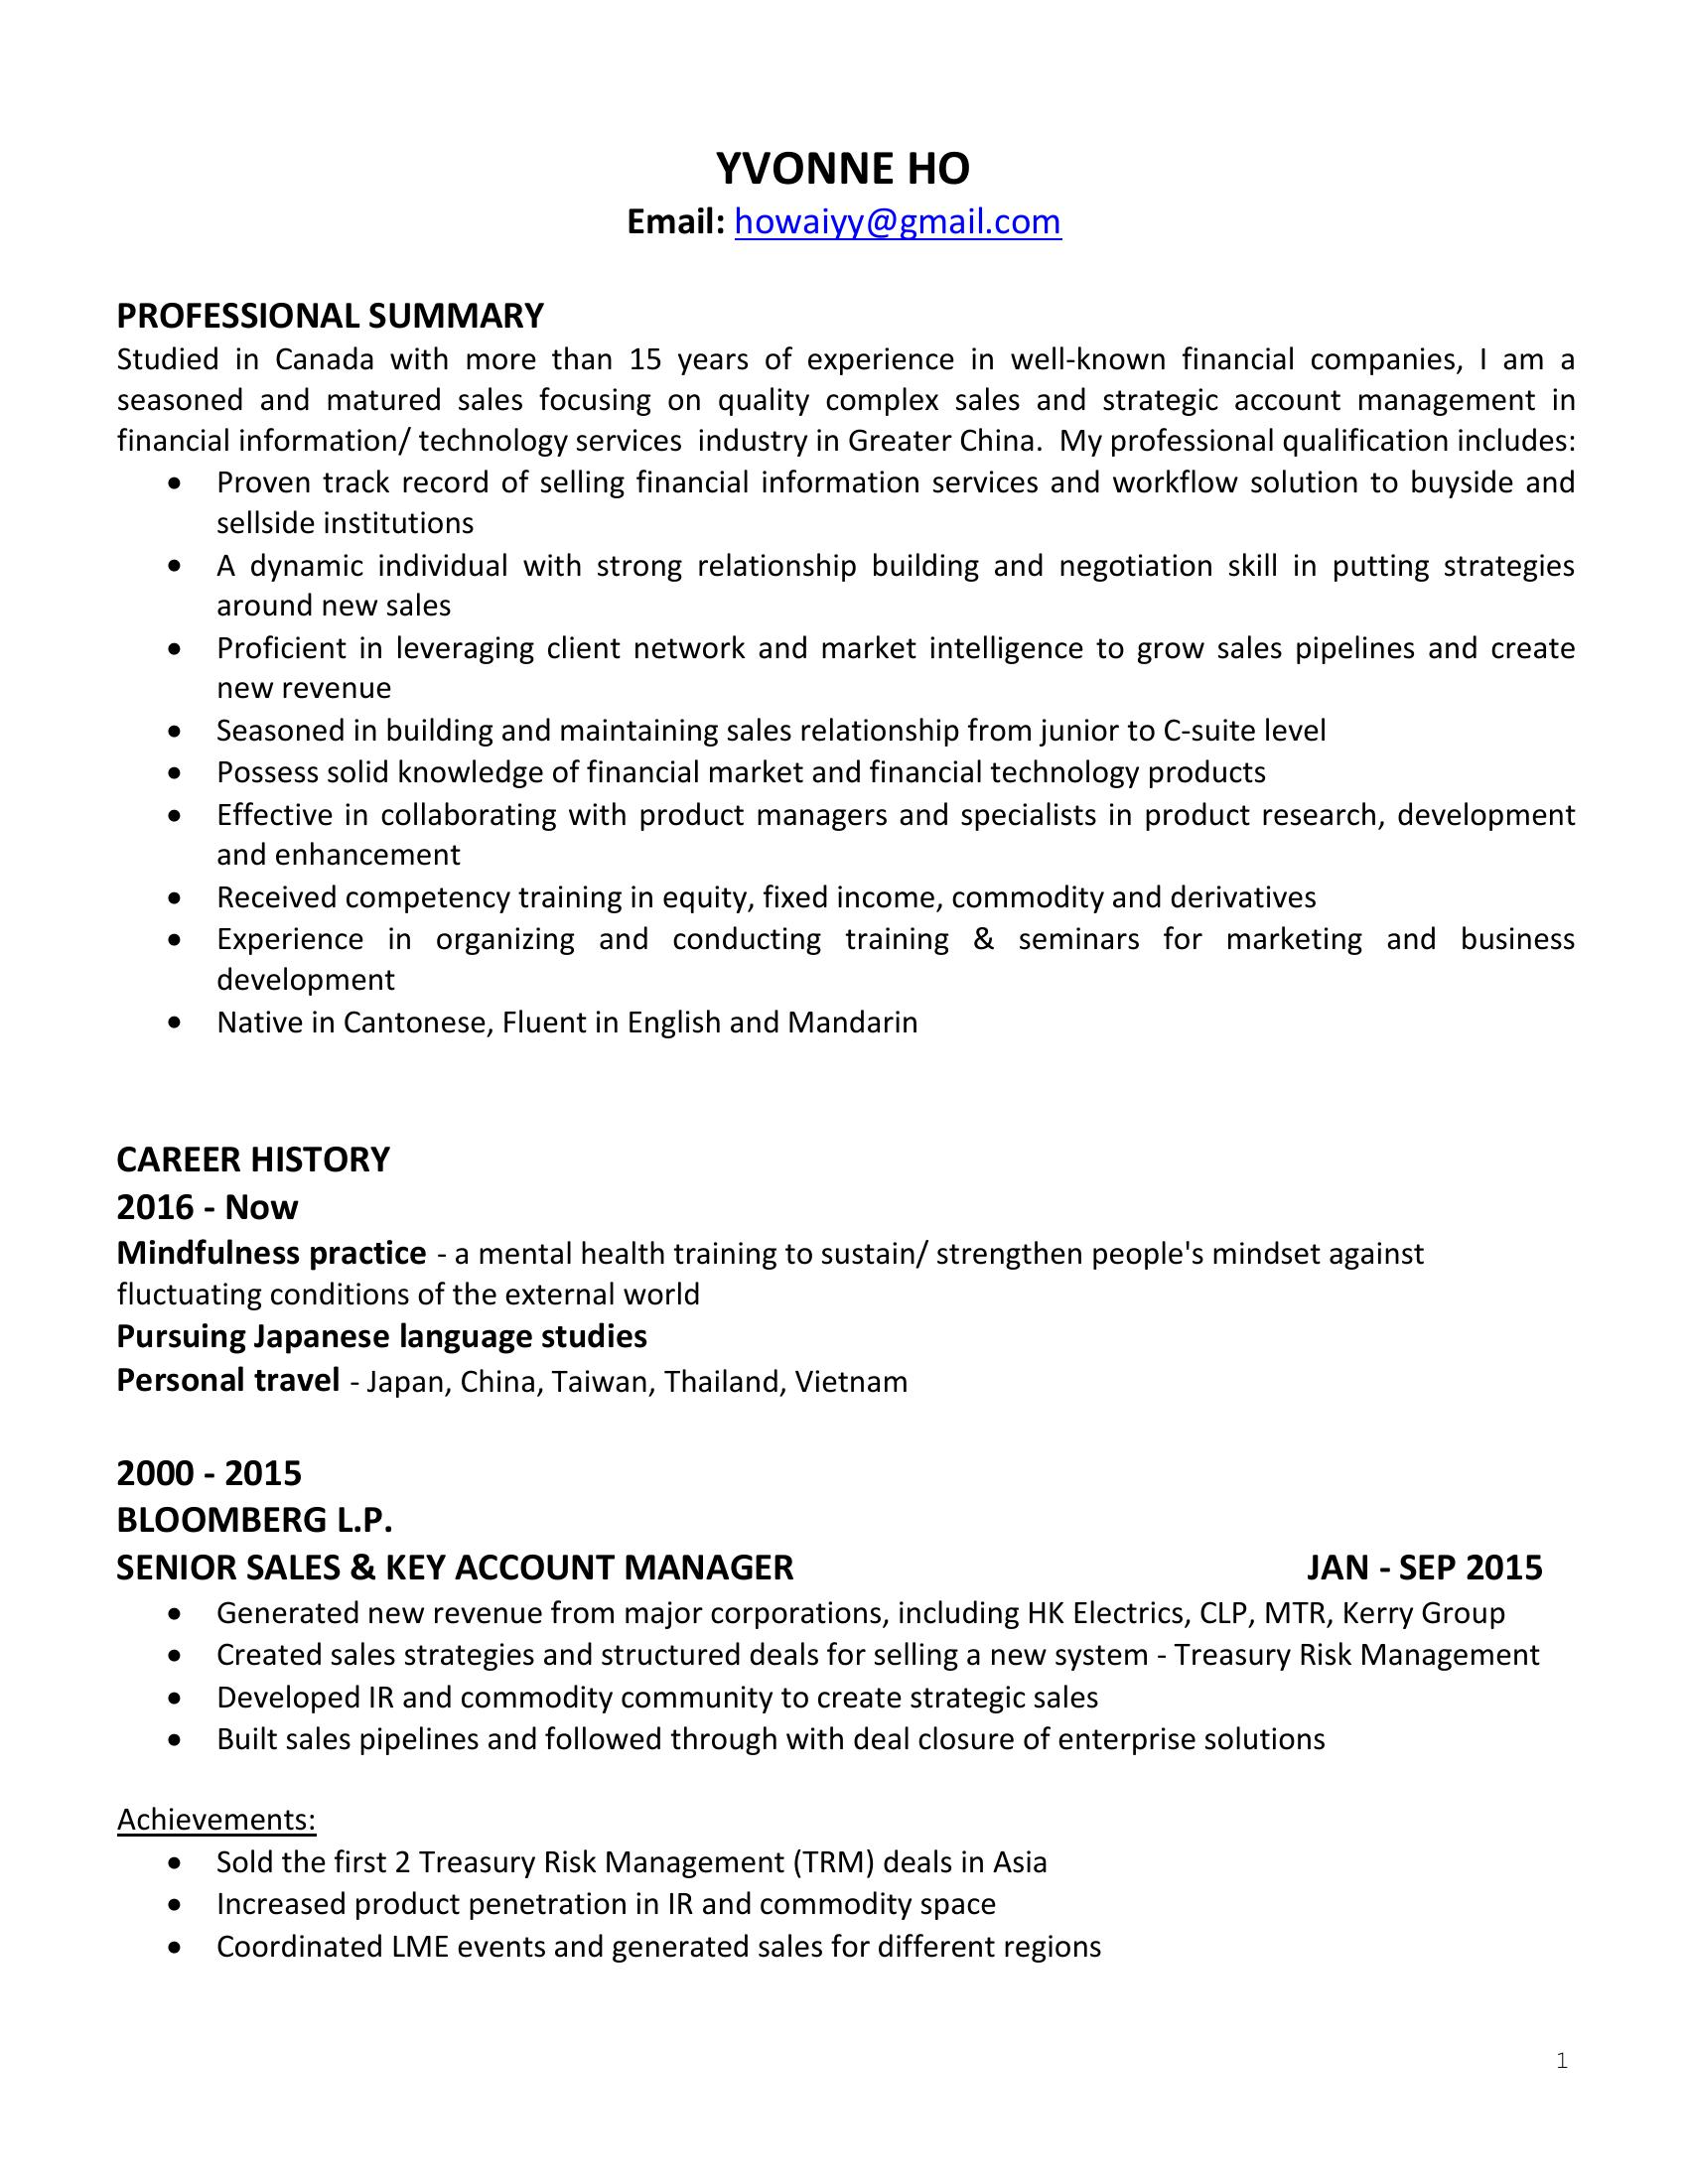 YVONNE HO
Email: howaiyy@gmail.com
PROFESSIONAL SUMMARY
Studied in Canada with more than 15 years of experience in well-known financial companies, I am a
seasoned and matured sales focusing on quality complex sales and strategic account management in
financial information/ technology services  industry in Greater China.  My professional qualification includes:
• Proven track record of selling financial information services and workflow solution to buyside and
sellside institutions
• A dynamic individual with strong relationship building and negotiation skill in putting strategies
around new sales
• Proficient in leveraging client network and market intelligence to grow sales pipelines and create
new revenue
• Seasoned in building and maintaining sales relationship from junior to C-suite level
• Possess solid knowledge of financial market and financial technology products
• Effective in collaborating with product managers and specialists in product research, development
and enhancement
• Received competency training in equity, fixed income, commodity and derivatives
• Experience in organizing and conducting training & seminars for marketing and business
development
• Native in Cantonese, Fluent in English and Mandarin
CAREER HISTORY
2016 - Now
Mindfulness practice - a mental health training to sustain/ strengthen people's mindset against
fluctuating conditions of the external world
Pursuing Japanese language studies
Personal travel - Japan, China, Taiwan, Thailand, Vietnam
2000 - 2015
BLOOMBERG L.P.
SENIOR SALES & KEY ACCOUNT MANAGER JAN - SEP 2015
• Generated new revenue from major corporations, including HK Electrics, CLP, MTR, Kerry Group
• Created sales strategies and structured deals for selling a new system - Treasury Risk Management
• Developed IR and commodity community to create strategic sales
• Built sales pipelines and followed through with deal closure of enterprise solutions
Achievements:
• Sold the first 2 Treasury Risk Management (TRM) deals in Asia
• Increased product penetration in IR and commodity space
• Coordinated LME events and generated sales for different regions
1